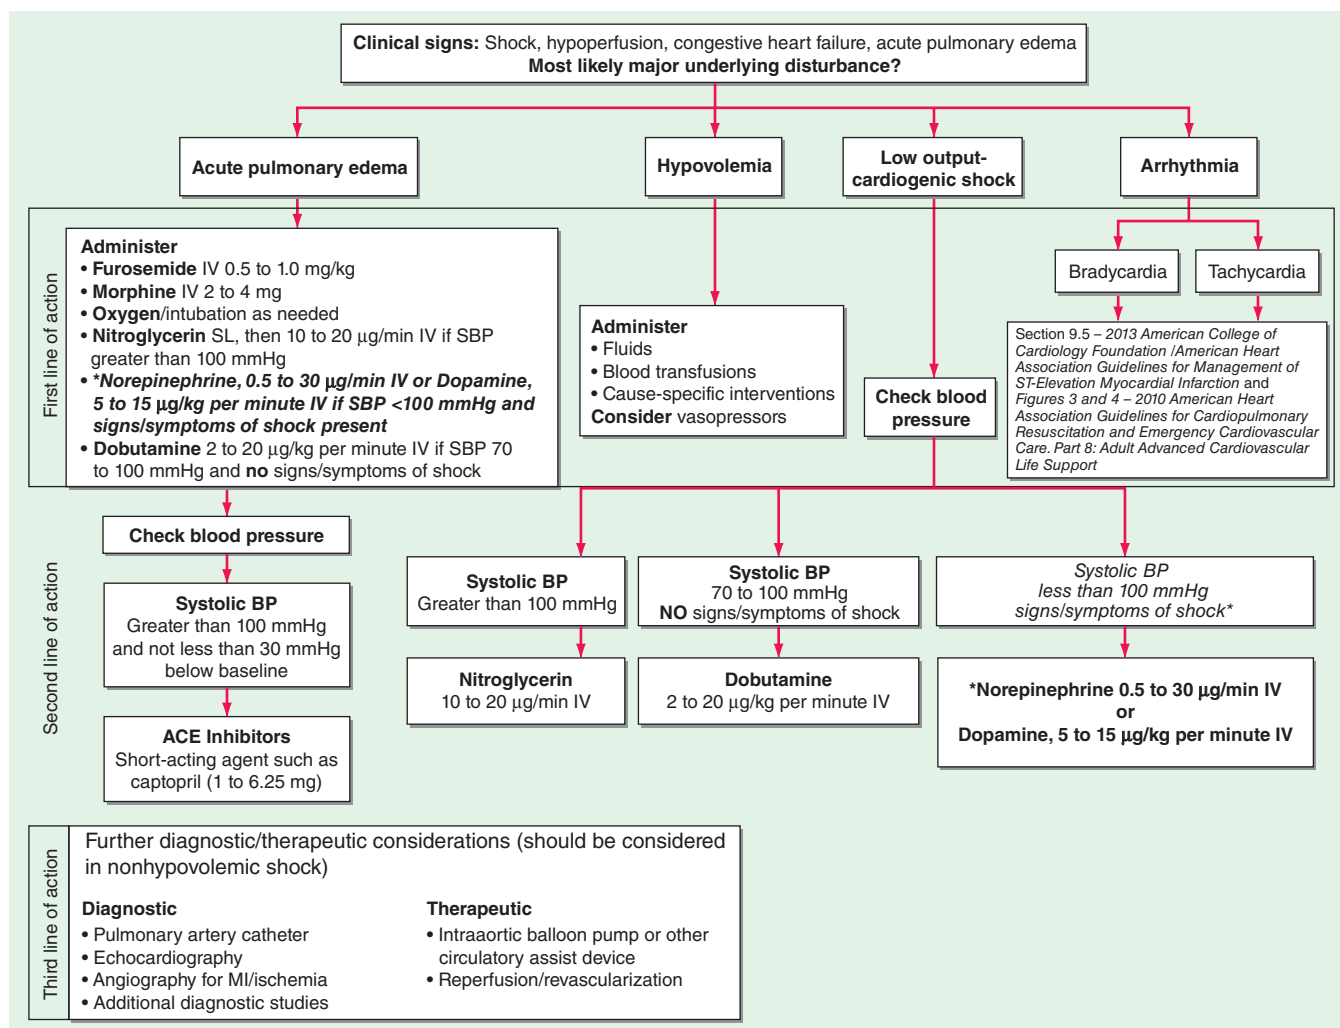 Clinical signs: Shock, hypoperfusion, congestive heart failure, acute pulmonary edema
Most likely major underlying disturbance?
Acute pulmonary edema
Hypovolemia
Low output-
cardiogenic shock
Arrhythmia
First line of action
Administer
• Furosemide IV 0.5 to 1.0 mg/kg
• Morphine IV 2 to 4 mg
• Oxygen/intubation as needed
• Nitroglycerin SL, then 10 to 20 μg/min IV if SBP
greater than 100 mmHg
• *Norepinephrine, 0.5 to 30 μg/min IV or Dopamine,
5 to 15 μg/kg per minute IV if SBP <100 mmHg and
signs/symptoms of shock present
• Dobutamine 2 to 20 μg/kg per minute IV if SBP 70
to 100 mmHg and no signs/symptoms of shock
Administer
• Fluids
• Blood transfusions
• Cause-specific interventions
Consider vasopressors
Check blood
pressure
Bradycardia
Tachycardia
Section 9.5 – 2013 American College of
Cardiology Foundation /American Heart
Association Guidelines for Management of
ST-Elevation Myocardial Infarction and
Figures 3 and 4 – 2010 American Heart
Association Guidelines for Cardiopulmonary
Resuscitation and Emergency Cardiovascular
Care. Part 8: Adult Advanced Cardiovascular
Life Support
Second line of action
Check blood pressure
Systolic BP
Greater than 100 mmHg
and not less than 30 mmHg
below baseline
ACE Inhibitors
Short-acting agent such as
captopril (1 to 6.25 mg)
Systolic BP
Greater than 100 mmHg
Nitroglycerin
10 to 20 μg/min IV
Systolic BP
70 to 100 mmHg
NO signs/symptoms of shock
Dobutamine
2 to 20 μg/kg per minute IV
Systolic BP
less than 100 mmHg
signs/symptoms of shock*
*Norepinephrine 0.5 to 30 μg/min IV
or
Dopamine, 5 to 15 μg/kg per minute IV
Third line of action
Further diagnostic/therapeutic considerations (should be considered
in nonhypovolemic shock)
Diagnostic
• Pulmonary artery catheter
• Echocardiography
• Angiography for MI/ischemia
• Additional diagnostic studies
Therapeutic
• Intraaortic balloon pump or other
circulatory assist device
• Reperfusion/revascularization